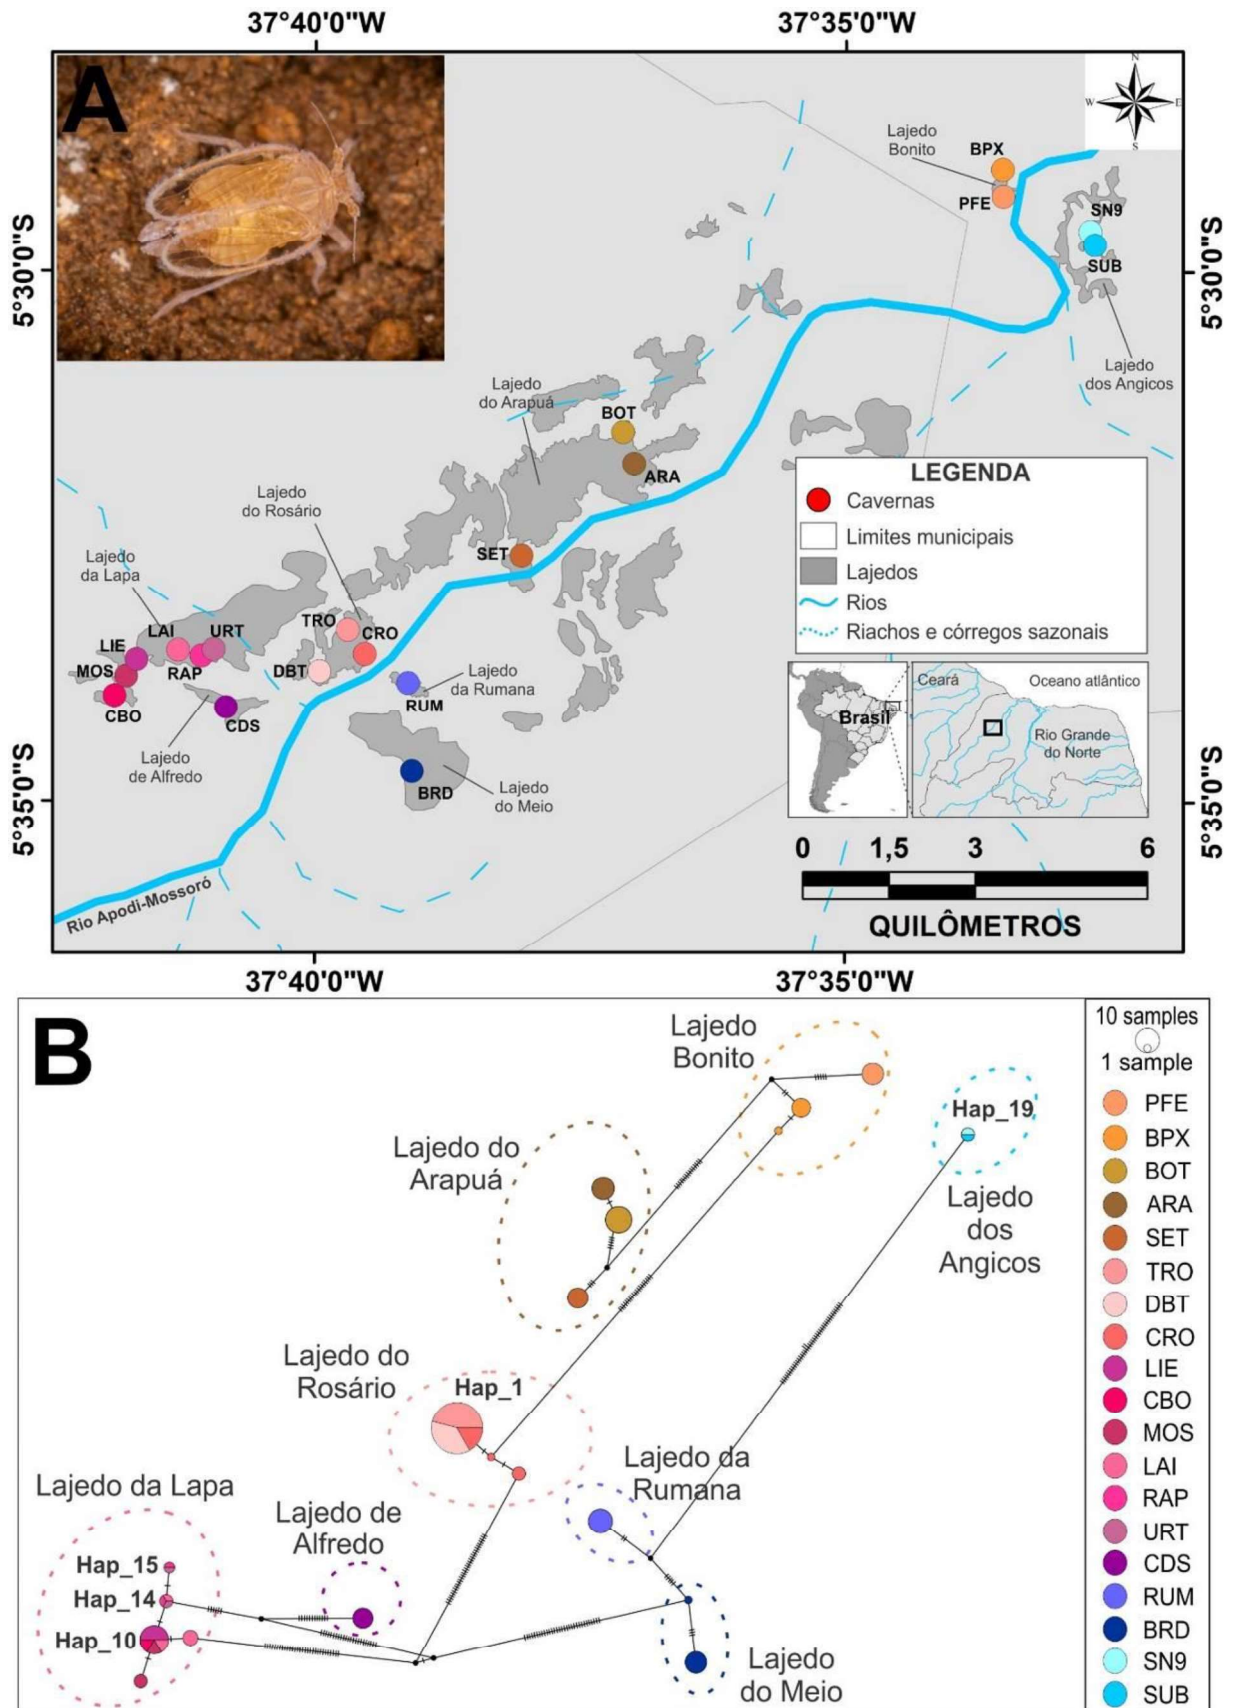 37°40'0"W
37°35'0"W
A
N
W
E
S
Lajedo
Bonito
BPX
PFE
SN9
SUB
5°30'0"S
5°30'0"S
Lajedo
dos Angicos
Lajedo
do Arapuá
BOT
ARA
SET
LEGENDA
Cavernas
Limites municipais
Lajedos
Rios
Riachos e córregos sazonais
Lajedo
do Rosário
Lajedo
da Lapa
TRO
CRO
DBT
LIE
LAI
URT
MOS
RAP
CBO
CDS
Lajedo
de Alfredo
RUM
Lajedo
da Rumana
BRD
Lajedo
do Meio
Brasil
Ceará
Oceano atlântico
Rio Grande
do Norte
5°35'0"S
5°35'0"S
0
1,5
3
6
QUILÔMETROS
Rio Apodi-Mossoró
37°40'0"W
37°35'0"W
B
Lajedo
Bonito
Hap_19
Lajedo
dos
Angicos
Lajedo do
Arapuá
Lajedo do
Rosário
Hap_1
Lajedo da
Rumana
Lajedo da Lapa
Lajedo de
Alfredo
Hap_15
Hap_14
Hap_10
Lajedo
do Meio
10 samples
1 sample
PFE
BPX
BOT
ARA
SET
TRO
DBT
CRO
LIE
CBO
MOS
LAI
RAP
URT
CDS
RUM
BRD
SN9
SUB